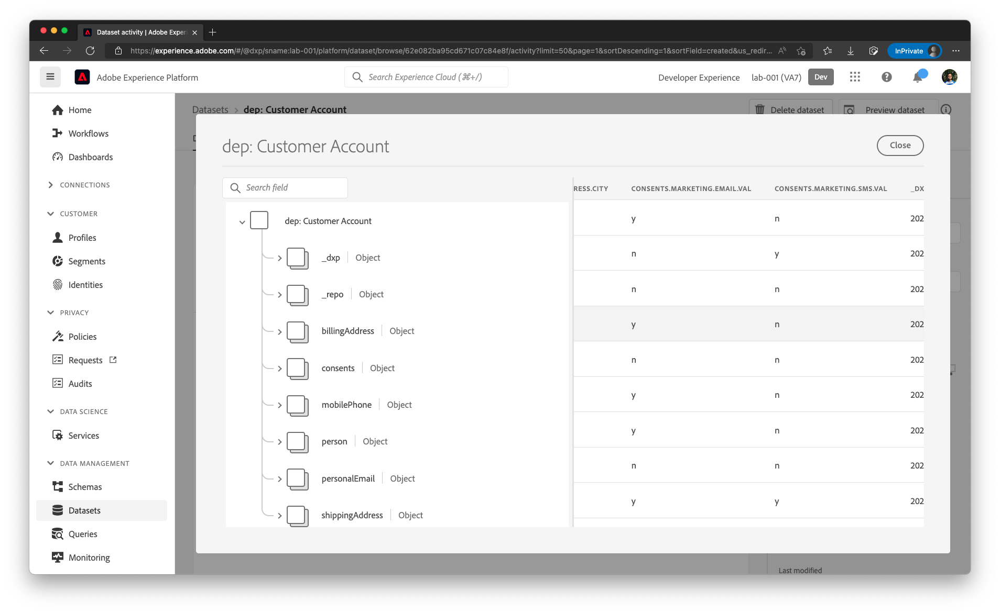 Dataset activity | Adobe Experi
https://experience.adobe.com/#/@dxp/sname:lab-001/platform/dataset/browse/62e082ba95cd671c07c84e8f/activity?limit=50&page=1&sortDescending=1&sortField=created&us_redir...
InPrivate
Adobe Experience Platform
Search Experience Cloud (⌘+/)
Developer Experience
lab-001 (VA7)
Dev
Home
Workflows
Dashboards
CONNECTIONS
CUSTOMER
Profiles
Segments
Identities
PRIVACY
Policies
Requests
Audits
DATA SCIENCE
Services
DATA MANAGEMENT
Schemas
Datasets
Queries
Monitoring
Datasets > dep: Customer Account
Delete dataset
Preview dataset
dep: Customer Account
Close
Search field
dep: Customer Account
_dxp Object
_repo Object
billingAddress Object
consents Object
mobilePhone Object
person Object
personalEmail Object
shippingAddress Object
RESS.CITY CONSENTS.MARKETING.EMAIL.VAL CONSENTS.MARKETING.SMS.VAL _DX
y n 202
n y 202
n n 202
y n 202
n n 202
y n 202
y n 202
n n 202
y y 202
Last modified